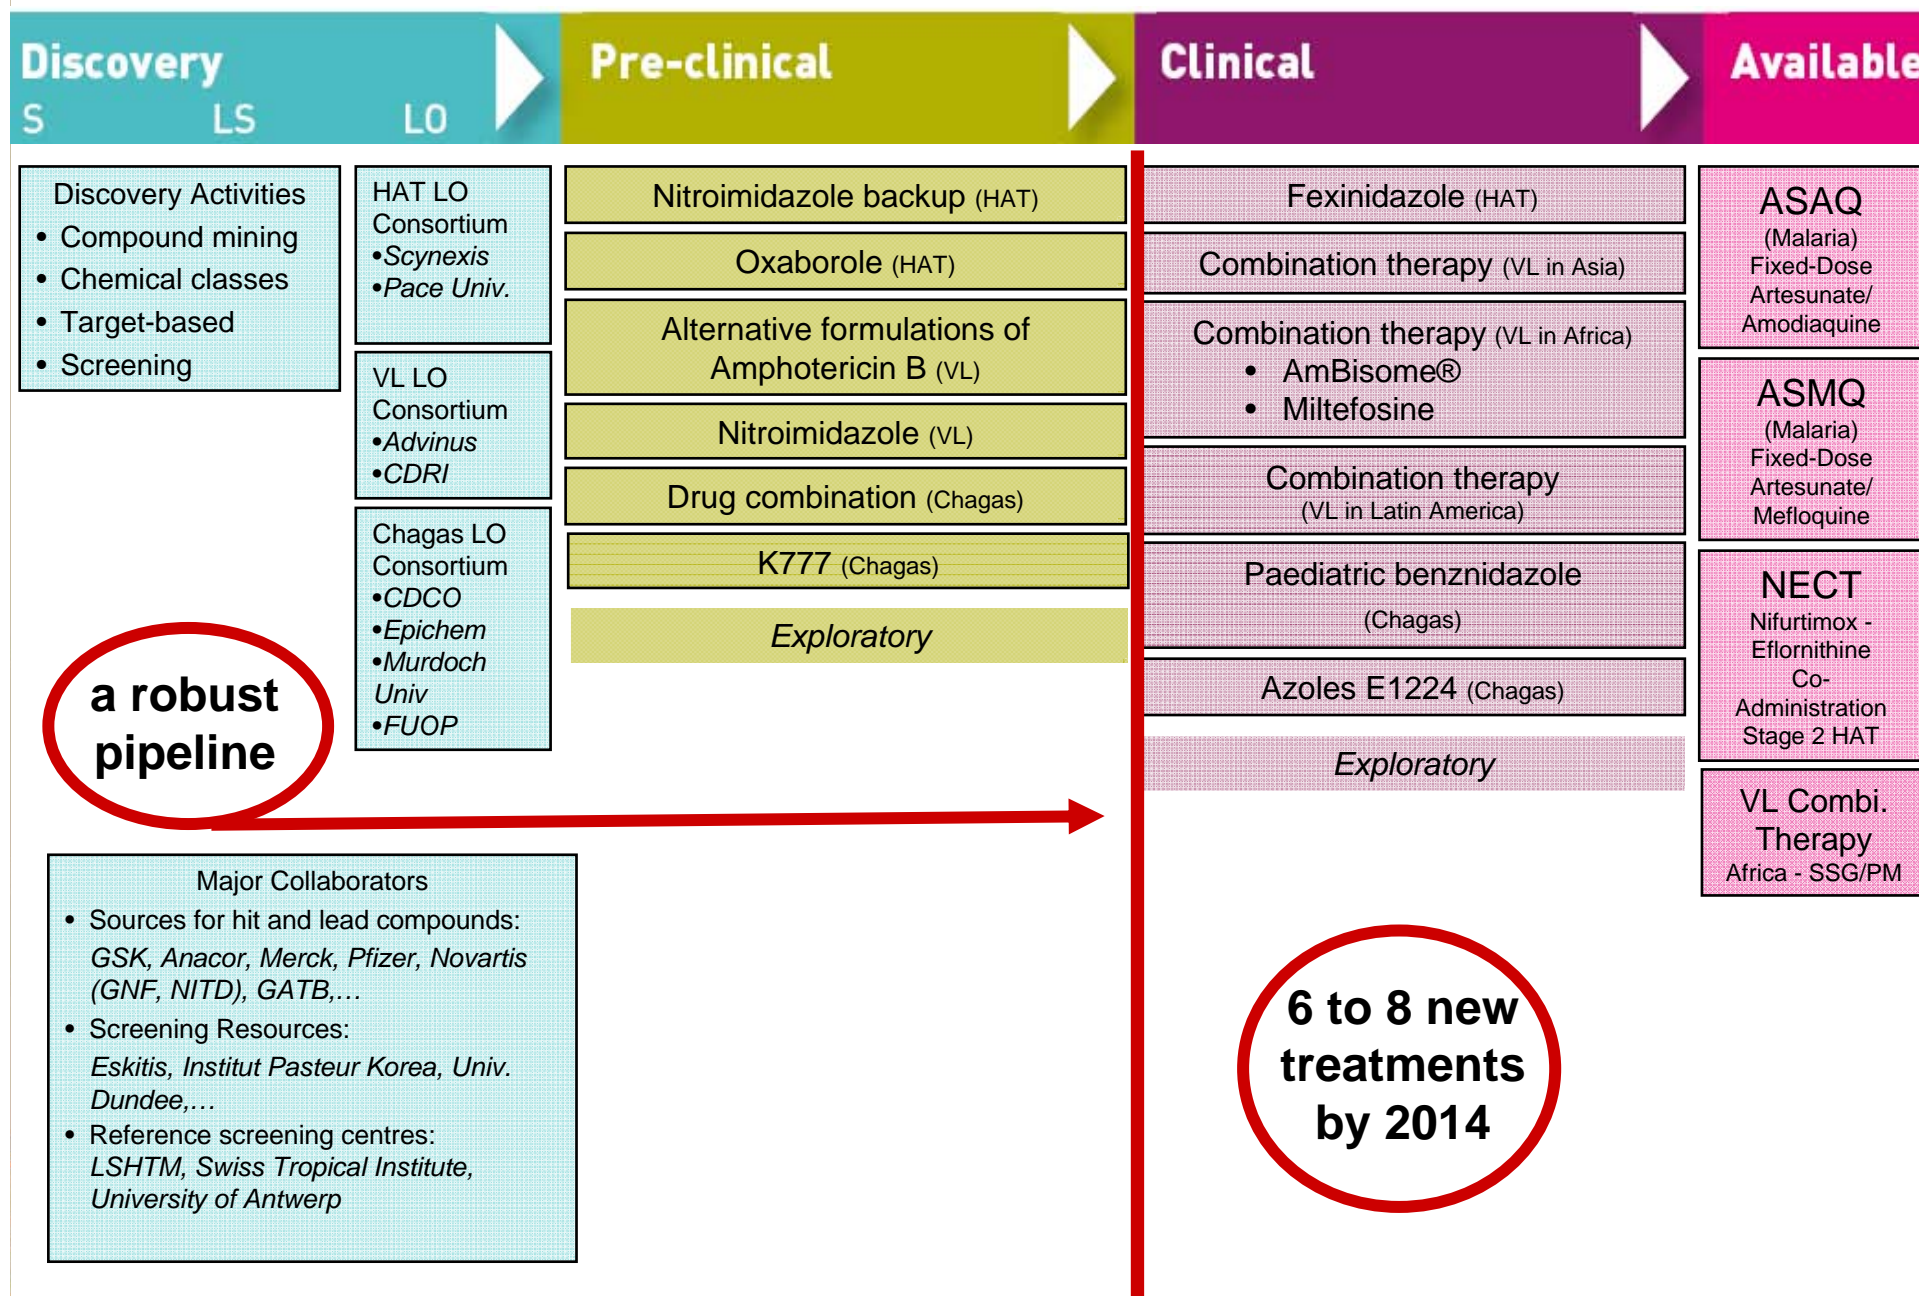 Discovery
S LS LO
Pre-clinical
Clinical
Available
Discovery Activities
• Compound mining
• Chemical classes
• Target-based
• Screening
HAT LO
Consortium
•Scynexis
•Pace Univ.
VL LO
Consortium
•Advinus
•CDRI
Chagas LO
Consortium
•CDCO
•Epichem
•Murdoch
Univ
•FUOP
a robust
pipeline
Major Collaborators
• Sources for hit and lead compounds:
GSK, Anacor, Merck, Pfizer, Novartis
(GNF, NITD), GATB,…
• Screening Resources:
Eskitis, Institut Pasteur Korea, Univ.
Dundee,…
• Reference screening centres:
LSHTM, Swiss Tropical Institute,
University of Antwerp
Nitroimidazole backup (HAT)
Oxaborole (HAT)
Alternative formulations of
Amphotericin B (VL)
Nitroimidazole (VL)
Drug combination (Chagas)
K777 (Chagas)
Exploratory
Fexinidazole (HAT)
Combination therapy (VL in Asia)
Combination therapy (VL in Africa)
• AmBisome®
• Miltefosine
Combination therapy
(VL in Latin America)
Paediatric benznidazole
(Chagas)
Azoles E1224 (Chagas)
Exploratory
6 to 8 new
treatments
by 2014
ASAQ
(Malaria)
Fixed-Dose
Artesunate/
Amodiaquine
ASMQ
(Malaria)
Fixed-Dose
Artesunate/
Mefloquine
NECT
Nifurtimox -
Eflornithine
Co-
Administration
Stage 2 HAT
VL Combi.
Therapy
Africa - SSG/PM